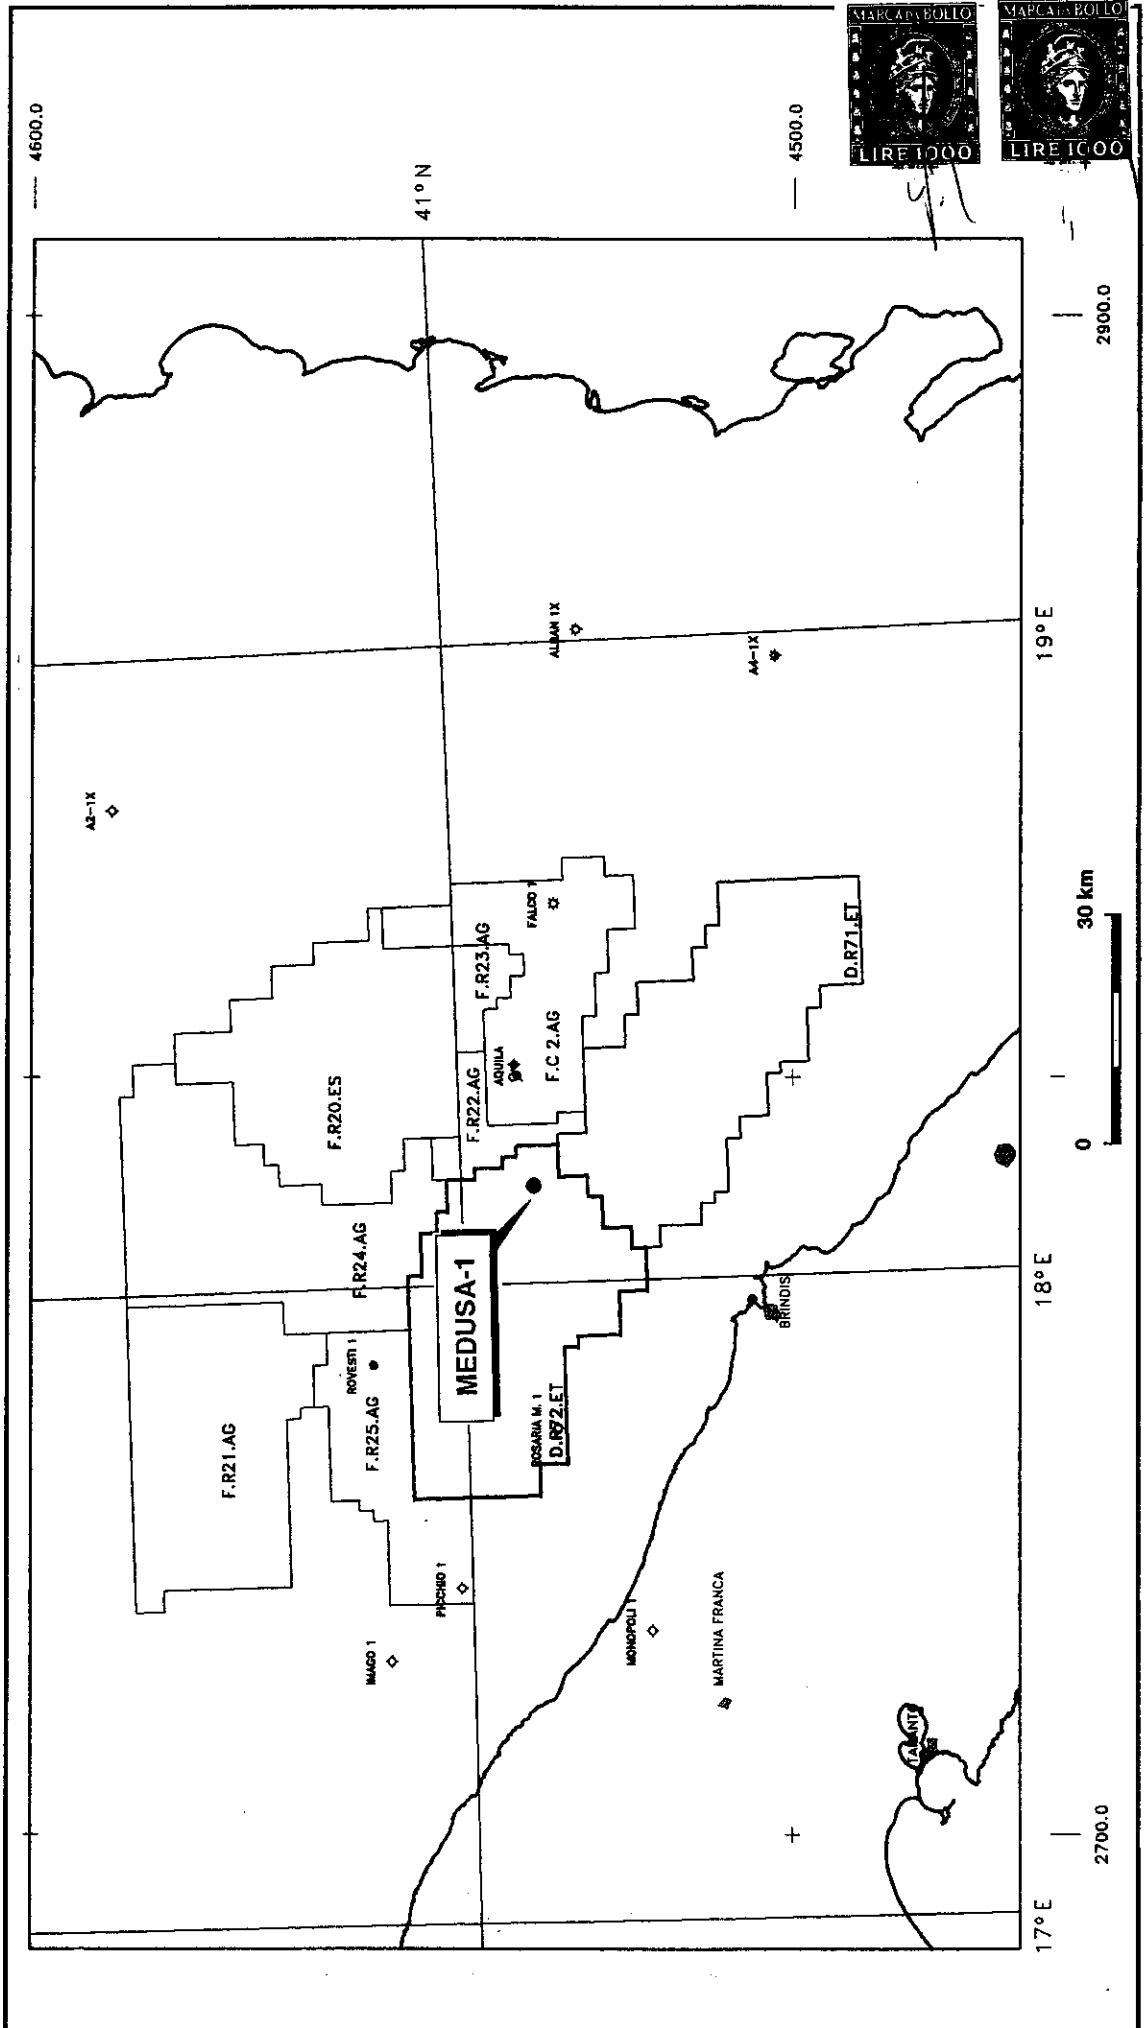 MARCA DA BOLLO
LIRE 1000
MARCA DA BOLLO
LIRE 1000
4600.0
41° N
4500.0
A2-1X
ALBAN 1X
A4-1X
19° E
2900.0
FALCO 1
F.R23.AG
D.R71.ET
AQUILA
F.C 2.AG
F.R22.AG
F.R20.ES
30 km
0
F.R24.AG
MEDUSA-1
18° E
BRINDISI
ROVESTI 1
F.R25.AG
F.R21.AG
ROSARIA M. 1
D.R72.ET
PICCHIO 1
IMAGO 1
MONOPOLI 1
MARTINA FRANCA
TARANTO
2700.0
17° E